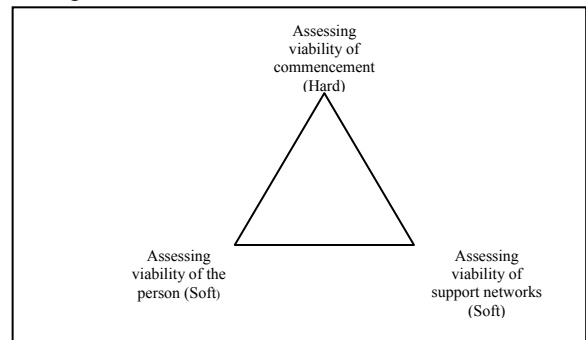 Assessing
viability of
commencement
(Hard)
Assessing
viability of the
person (Soft)
Assessing
viability of
support networks
(Soft)